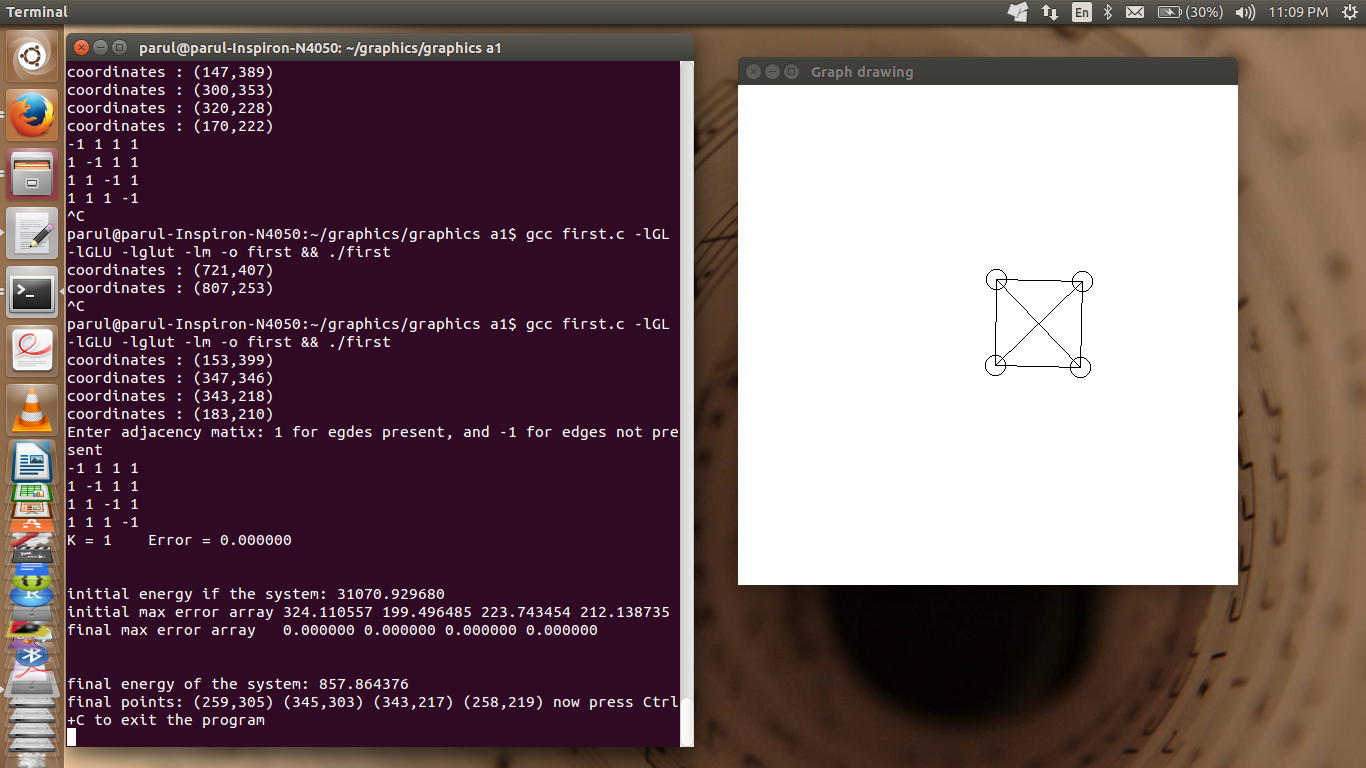 Terminal
En
(30%)
11:09 PM
parul@parul-Inspiron-N4050: ~/graphics/graphics a1
coordinates : (147,389)
coordinates : (300,353)
coordinates : (320,228)
coordinates : (170,222)
-1 1 1 1
1 -1 1 1
1 1 -1 1
1 1 1 -1
^C
parul@parul-Inspiron-N4050:~/graphics/graphics a1$ gcc first.c -lGL
-lGLU -lglut -lm -o first && ./first
coordinates : (721,407)
coordinates : (807,253)
^C
parul@parul-Inspiron-N4050:~/graphics/graphics a1$ gcc first.c -lGL
-lGLU -lglut -lm -o first && ./first
coordinates : (153,399)
coordinates : (347,346)
coordinates : (343,218)
coordinates : (183,210)
Enter adjacency matix: 1 for egdes present, and -1 for edges not pre
sent
-1 1 1 1
1 -1 1 1
1 1 -1 1
1 1 1 -1
K = 1    Error = 0.000000
initial energy if the system: 31070.929680
initial max error array 324.110557 199.496485 223.743454 212.138735
final max error array   0.000000 0.000000 0.000000 0.000000
final energy of the system: 857.864376
final points: (259,305) (345,303) (343,217) (258,219) now press Ctrl
+C to exit the program
Graph drawing